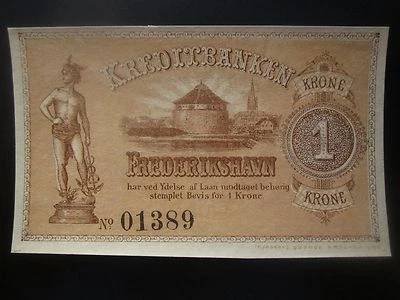 KREDITBANKEN
KRONE
1
FREDERIKSHAVN
har ved Ydelse af Laan modtaget behørig
stemplet Bevis for 1 Krone
KRONE
No 01389